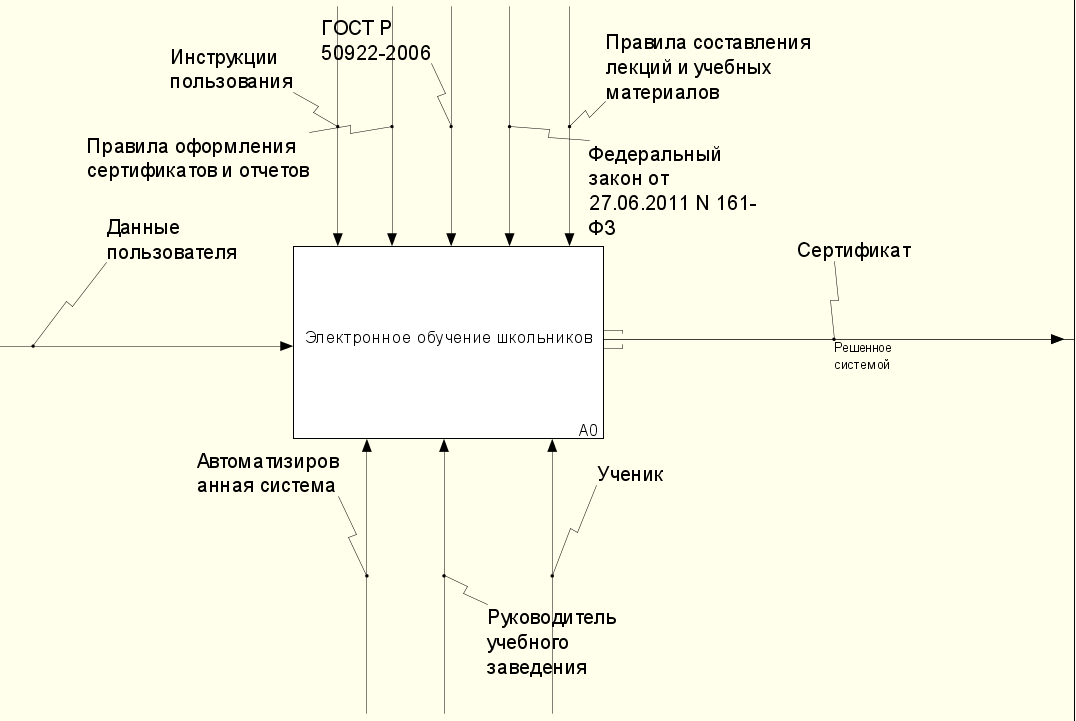 ГОСТ Р
50922-2006
Инструкции
пользования
Правила составления
лекций и учебных
материалов
Правила оформления
сертификатов и отчетов
Федеральный
закон от
27.06.2011 N 161-
ФЗ
Данные
пользователя
Сертификат
Электронное обучение школьников
Решенное
системой
A0
Автоматизиров
анная система
Ученик
Руководитель
учебного
заведения